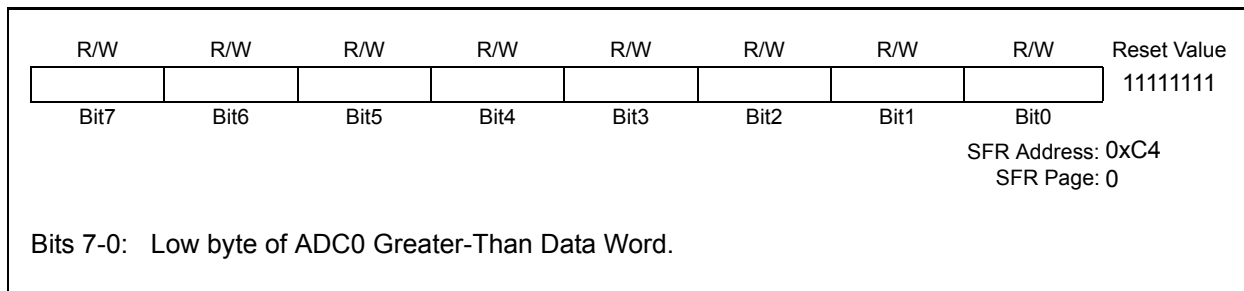 R/W R/W R/W R/W R/W R/W R/W R/W Reset Value
11111111
Bit7 Bit6 Bit5 Bit4 Bit3 Bit2 Bit1 Bit0
SFR Address: 0xC4
SFR Page: 0
Bits 7-0: Low byte of ADC0 Greater-Than Data Word.